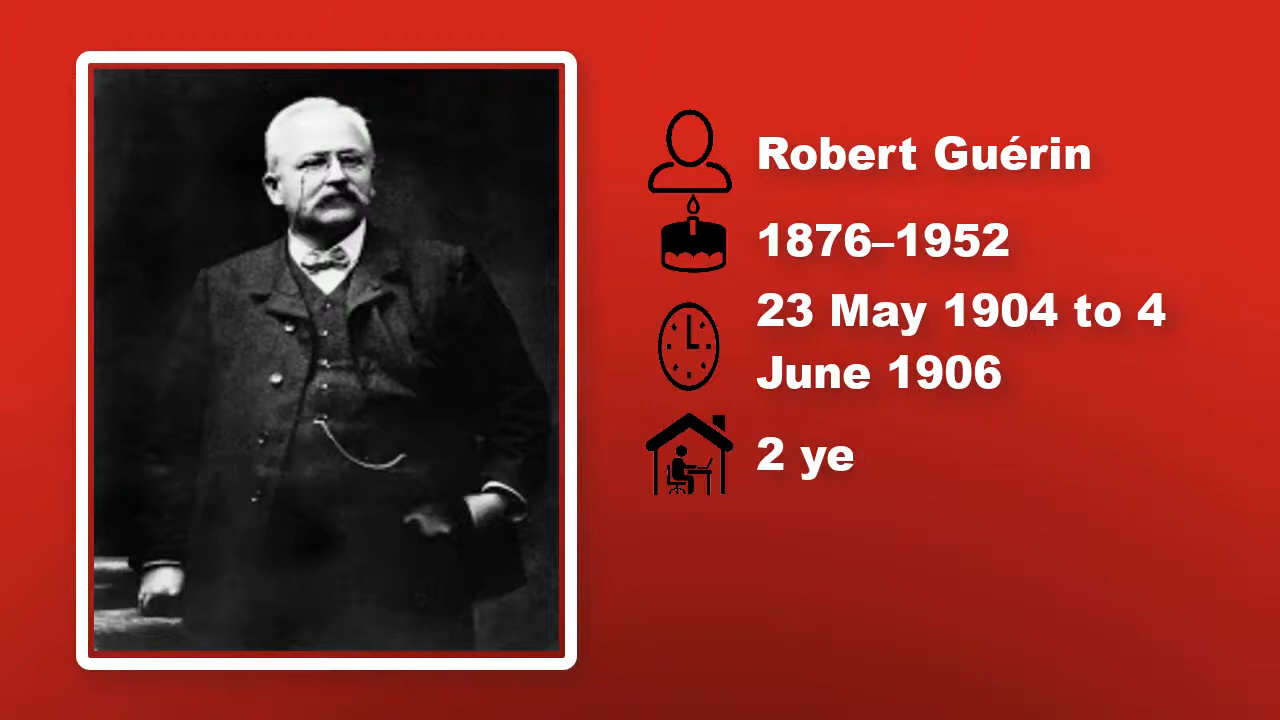 Robert Guérin
1876–1952
23 May 1904 to 4
June 1906
2 ye